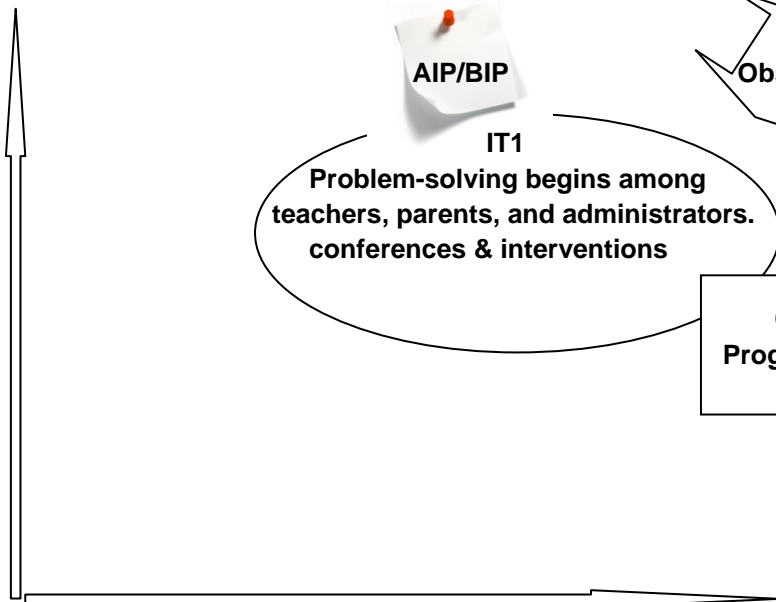 AIP/BIP
IT1
Problem-solving begins among
teachers, parents, and administrators.
conferences & interventions